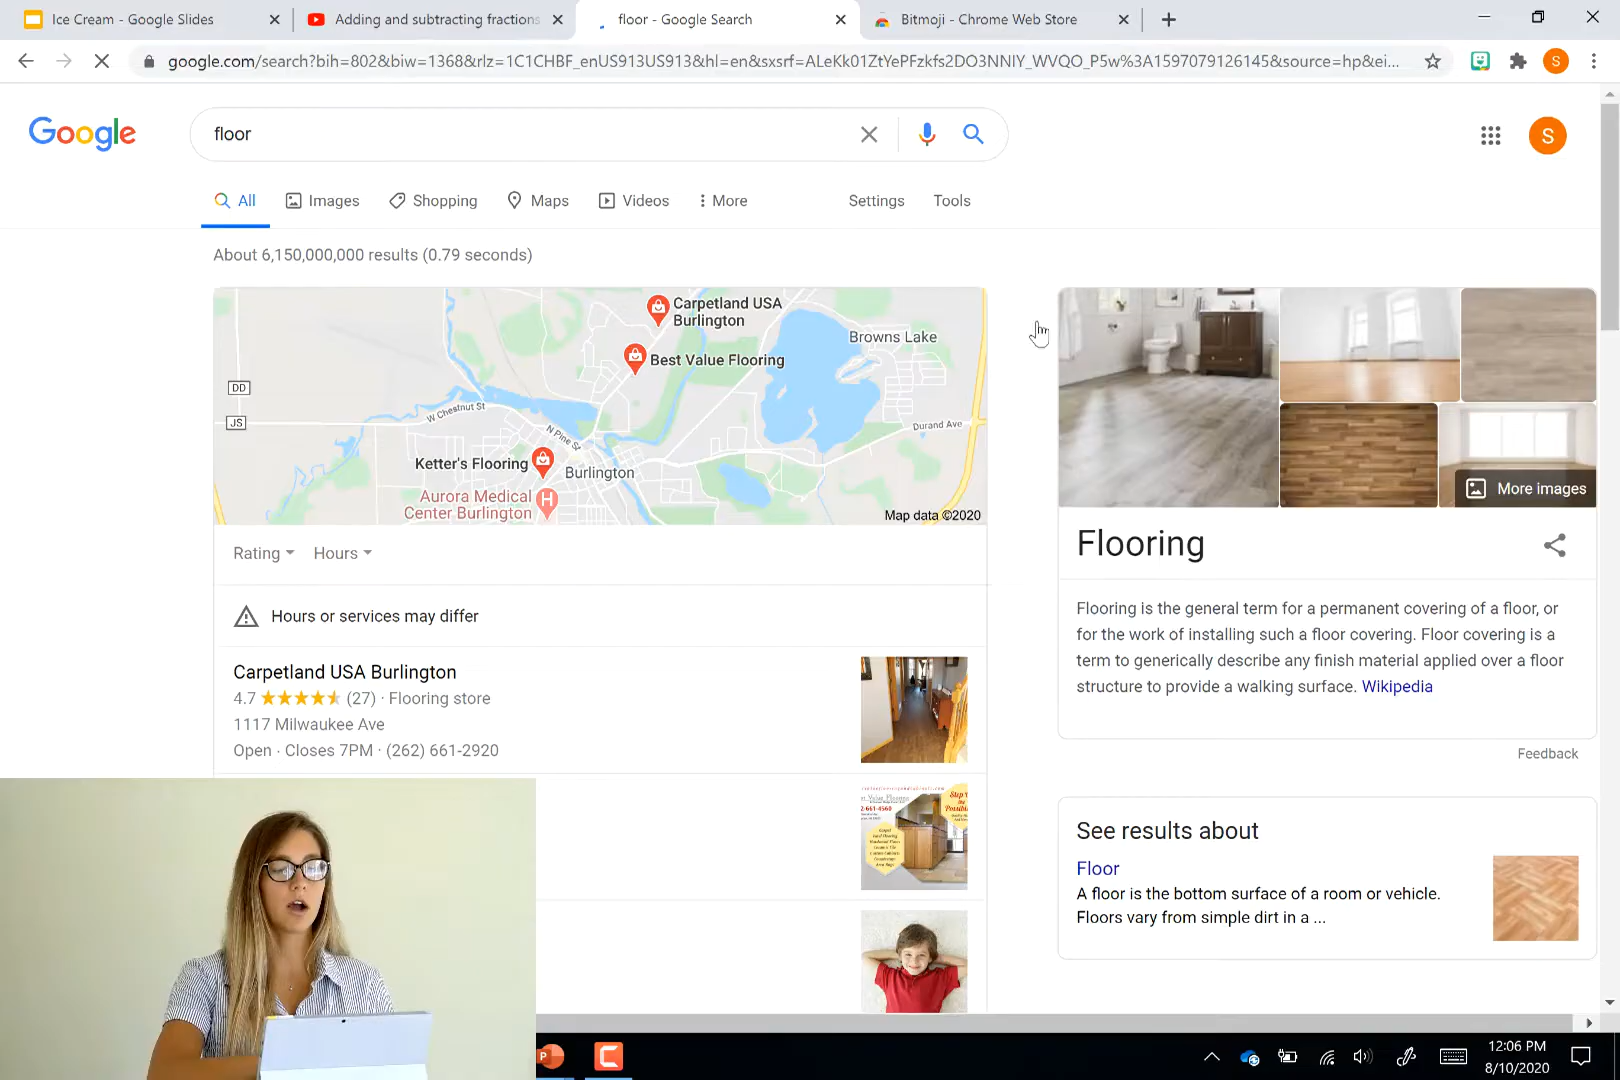 Ice Cream - Google Slides
Adding and subtracting fractions
floor - Google Search
Bitmoji - Chrome Web Store
google.com/search?bih=802&biw=1368&rlz=1C1CHBF_enUS913US913&hl=en&sxsrf=ALeKk01ZtYePFzkfs2DO3NNIY_WVQO_P5w%3A1597079126145&source=hp&ei...
S
Google
floor
S
All
Images
Shopping
Maps
Videos
More
Settings
Tools
About 6,150,000,000 results (0.79 seconds)
Carpetland USA
Burlington
Browns Lake
Best Value Flooring
DD
W Chestnut St
JS
N Pine St
Durand Ave
Ketter's Flooring
Burlington
Aurora Medical
Center Burlington
H
Map data ©2020
More images
Rating
Hours
Flooring
Hours or services may differ
Flooring is the general term for a permanent covering of a floor, or
for the work of installing such a floor covering. Floor covering is a
term to generically describe any finish material applied over a floor
structure to provide a walking surface. Wikipedia
Carpetland USA Burlington
4.7 (27) · Flooring store
1117 Milwaukee Ave
Open · Closes 7PM · (262) 661-2920
Feedback
See results about
Floor
A floor is the bottom surface of a room or vehicle.
Floors vary from simple dirt in a ...
P
12:06 PM
8/10/2020